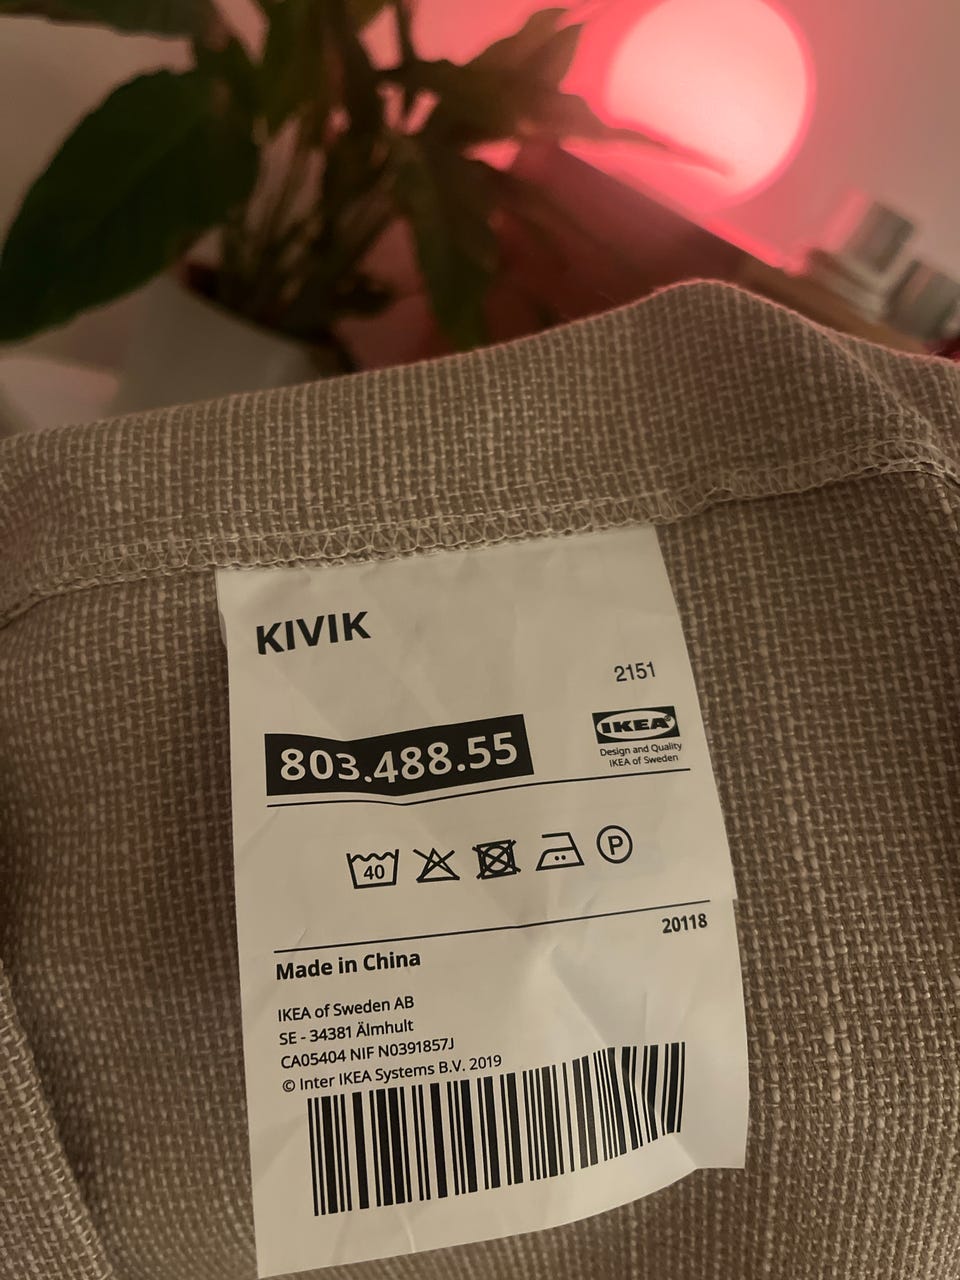 KIVIK
2151
803.488.55
IKEA®
Design and Quality
IKEA of Sweden
40
P
20118
Made in China
IKEA of Sweden AB
SE - 34381 Älmhult
CA05404 NIF N0391857J
© Inter IKEA Systems B.V. 2019